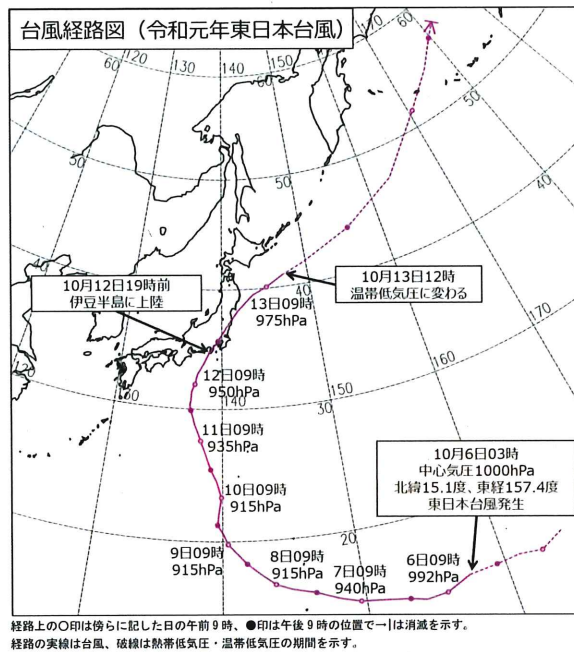 台風経路図（令和元年東日本台風）
170
60
120
130
140
150
60
50
50
50
40
10月12日19時前
伊豆半島に上陸
10月13日12時
温帯低気圧に変わる
40
13日09時
975hPa
170
160
120
12日09時
950hPa
150
30
140
11日09時
935hPa
10月6日03時
中心気圧1000hPa
北緯15.1度、東経157.4度
東日本台風発生
10日09時
915hPa
20
9日09時
915hPa
8日09時
915hPa
7日09時
940hPa
6日09時
992hPa
経路上の〇印は傍らに記した日の午前９時、●印は午後９時の位置で→|は消滅を示す。
経路の実線は台風、破線は熱帯低気圧・温帯低気圧の期間を示す。